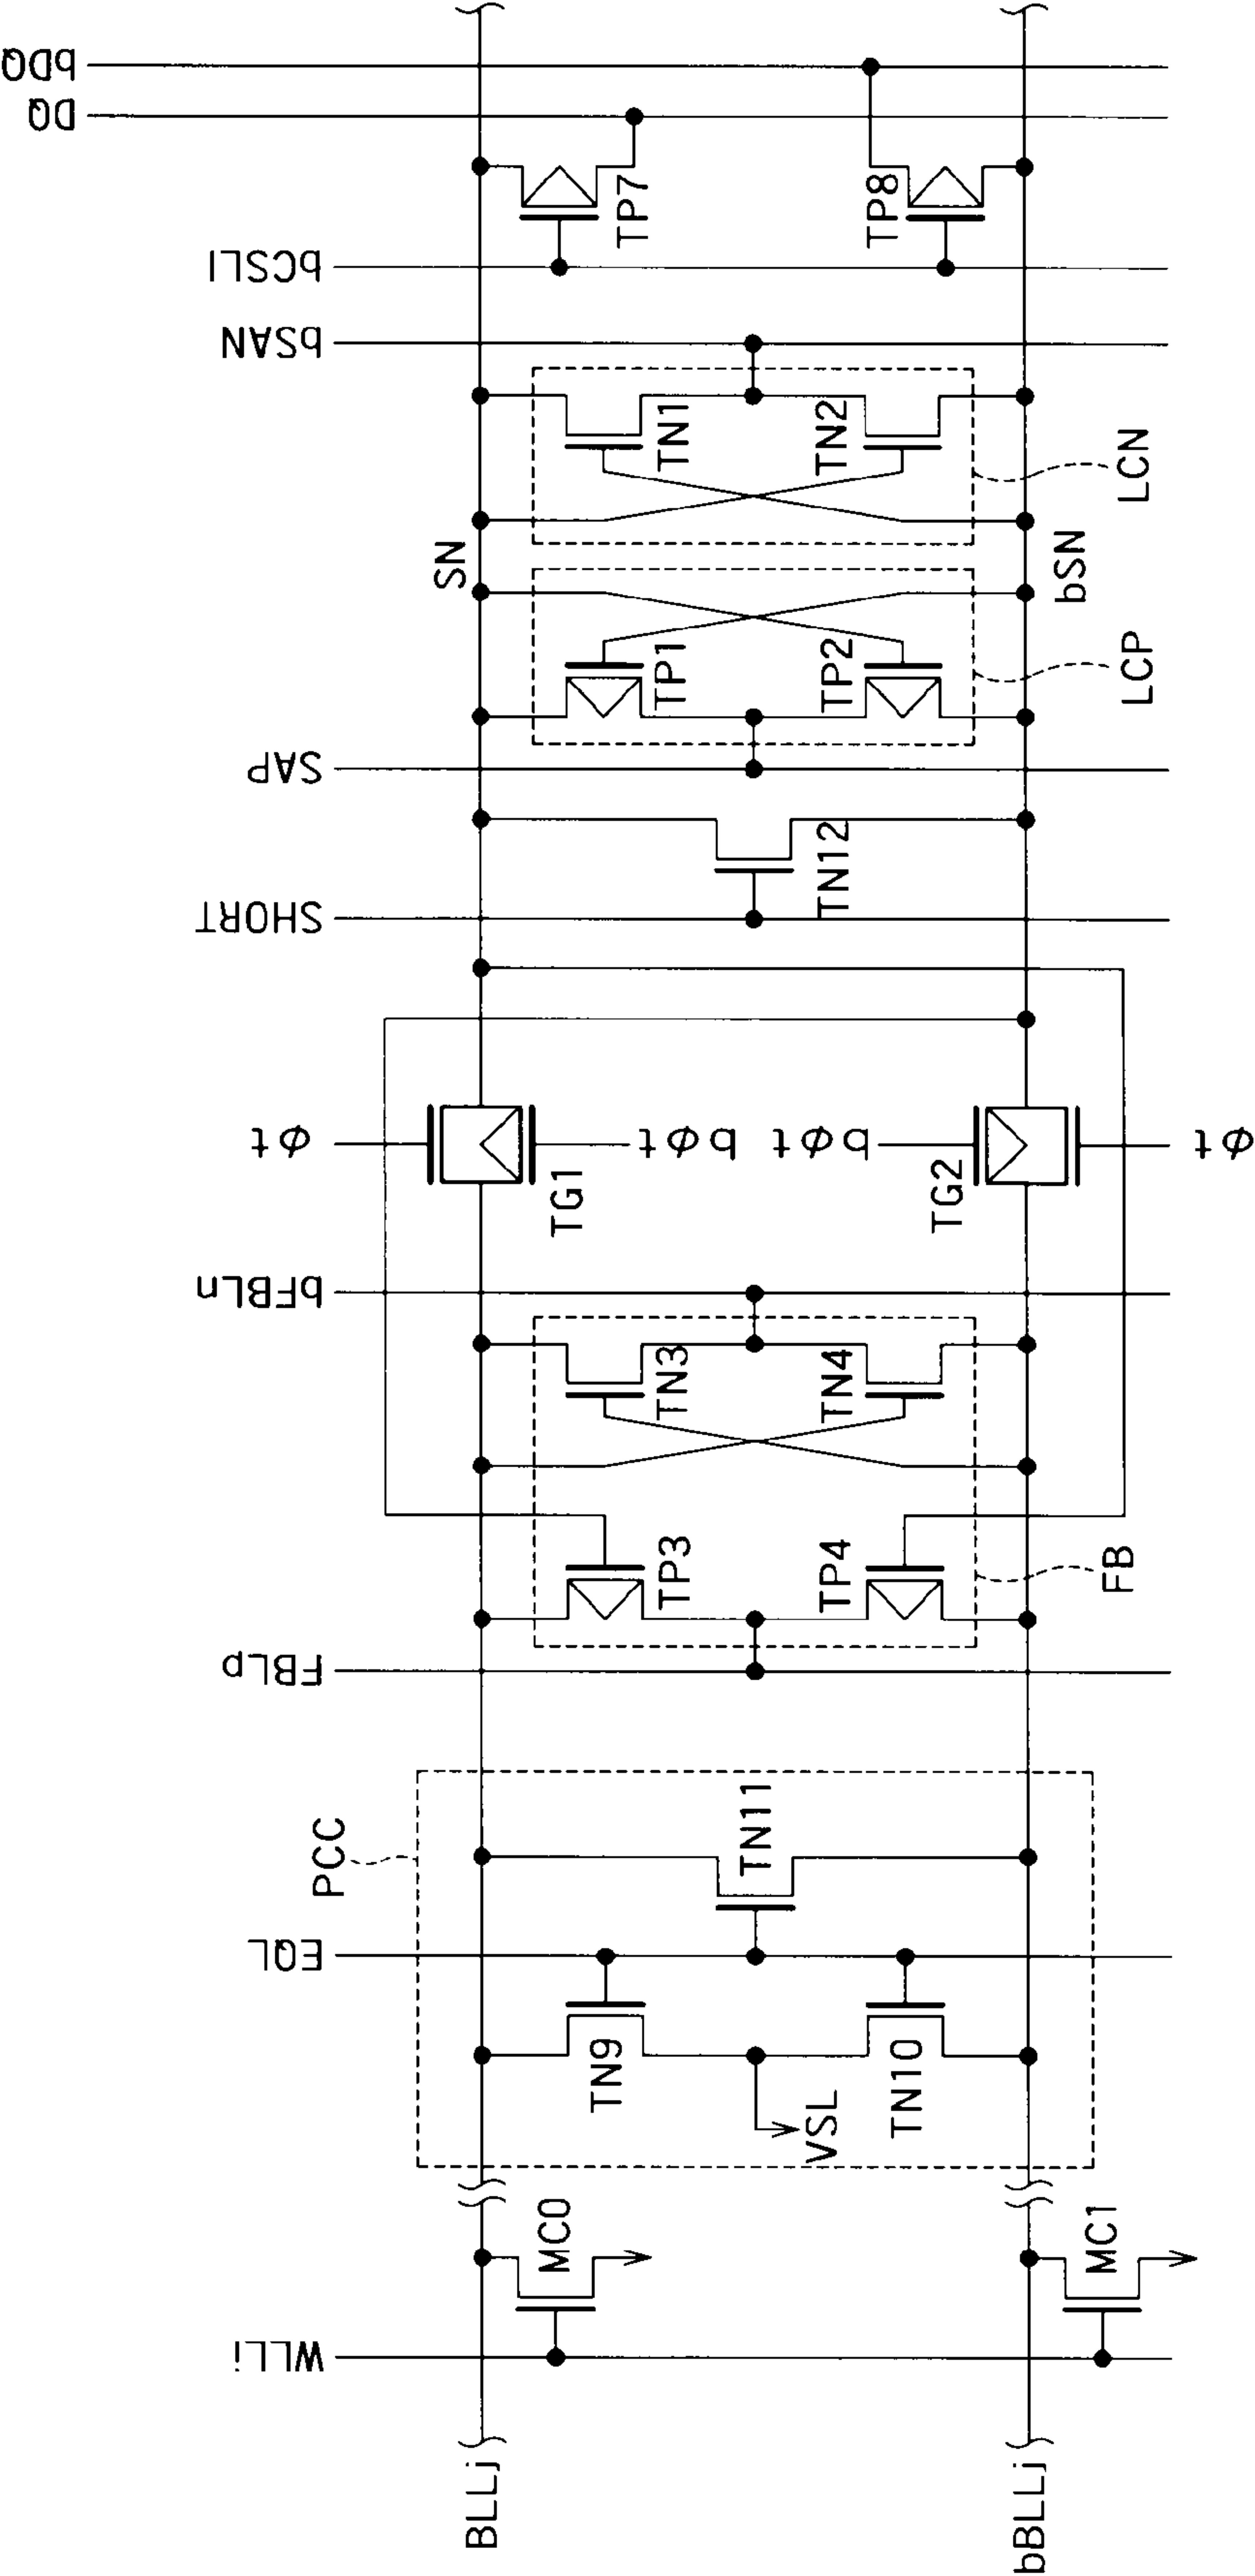 bDQ
DQ
TP7
TP8
bCSLl
bSAN
TN1
TN2
LCN
SN
bSN
TP1
TP2
LCP
SAP
TN12
SHORT
φt
bφt
bφt
φt
TG1
TG2
bFBLn
TN3
TN4
TP3
TP4
FB
FBLp
PCC
TN11
EQL
TN9
TN10
VSL
MC0
MC1
WLLi
BLLj
bBLLj